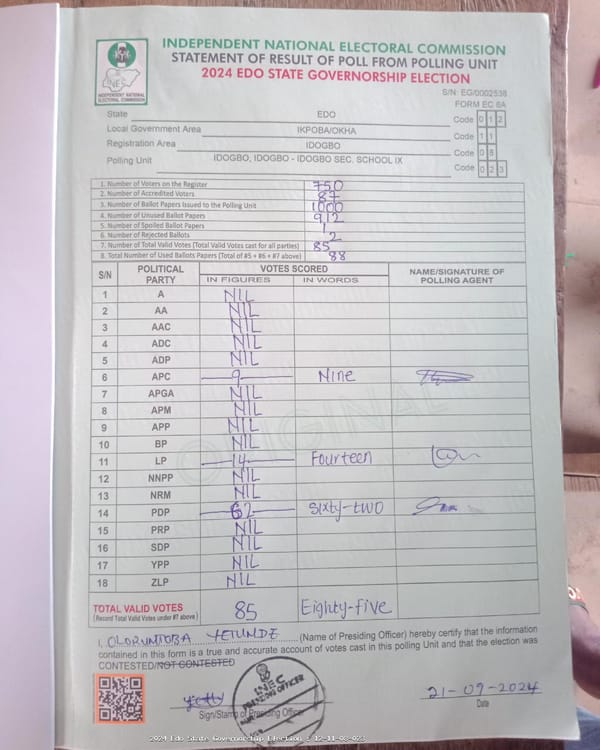 INDEPENDENT NATIONAL ELECTORAL COMMISSION
STATEMENT OF RESULT OF POLL FROM POLLING UNIT
2024 EDO STATE GOVERNORSHIP ELECTION
INEC
INDEPENDENT NATIONAL
ELECTORAL COMMISSION
S/N: EG/0002538
FORM EC 8A
State EDO Code 0 1 2
Local Government Area IKPOBA/OKHA Code 1 1
Registration Area IDOGBO Code 0 8
Polling Unit IDOGBO, IDOGBO - IDOGBO SEC. SCHOOL IX Code 0 2 3
1. Number of Voters on the Register 750
2. Number of Accredited Voters 87
3. Number of Ballot Papers Issued to the Polling Unit 1000
4. Number of Unused Ballot Papers 912
5. Number of Spoiled Ballot Papers 1
6. Number of Rejected Ballots 2
7. Number of Total Valid Votes (Total Valid Votes cast for all parties) 85
8. Total Number of Used Ballots Papers (Total of #5 + #6 + #7 above) 88
S/N POLITICAL PARTY VOTES SCORED NAME/SIGNATURE OF POLLING AGENT
IN FIGURES IN WORDS
1 A NIL
2 AA NIL
3 AAC NIL
4 ADC NIL
5 ADP NIL
6 APC 9 Nine
7 APGA NIL
8 APM NIL
9 APP NIL
10 BP NIL
11 LP 14 Fourteen
12 NNPP NIL
13 NRM NIL
14 PDP 62 Sixty-two
15 PRP NIL
16 SDP NIL
17 YPP NIL
18 ZLP NIL
ORIGINAL
TOTAL VALID VOTES 85 Eighty-five
(Record Total Valid Votes under #7 above)
I, OLORUNTOBA YETUNDE (Name of Presiding Officer) hereby certify that the information
contained in this form is a true and accurate account of votes cast in this polling Unit and that the election was
CONTESTED/NOT CONTESTED
INEC
PRESIDING OFFICER
21-09-2024
Sign/Stamp of Presiding Officer Date